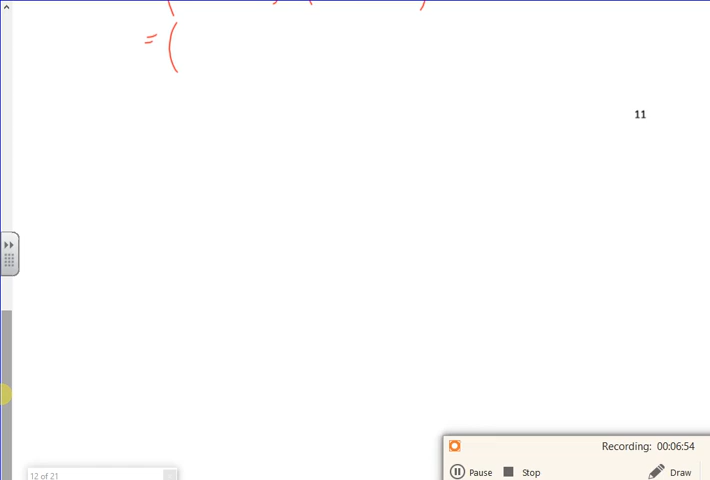 = (
11
Recording: 00:06:54
Pause Stop Draw
12 of 21